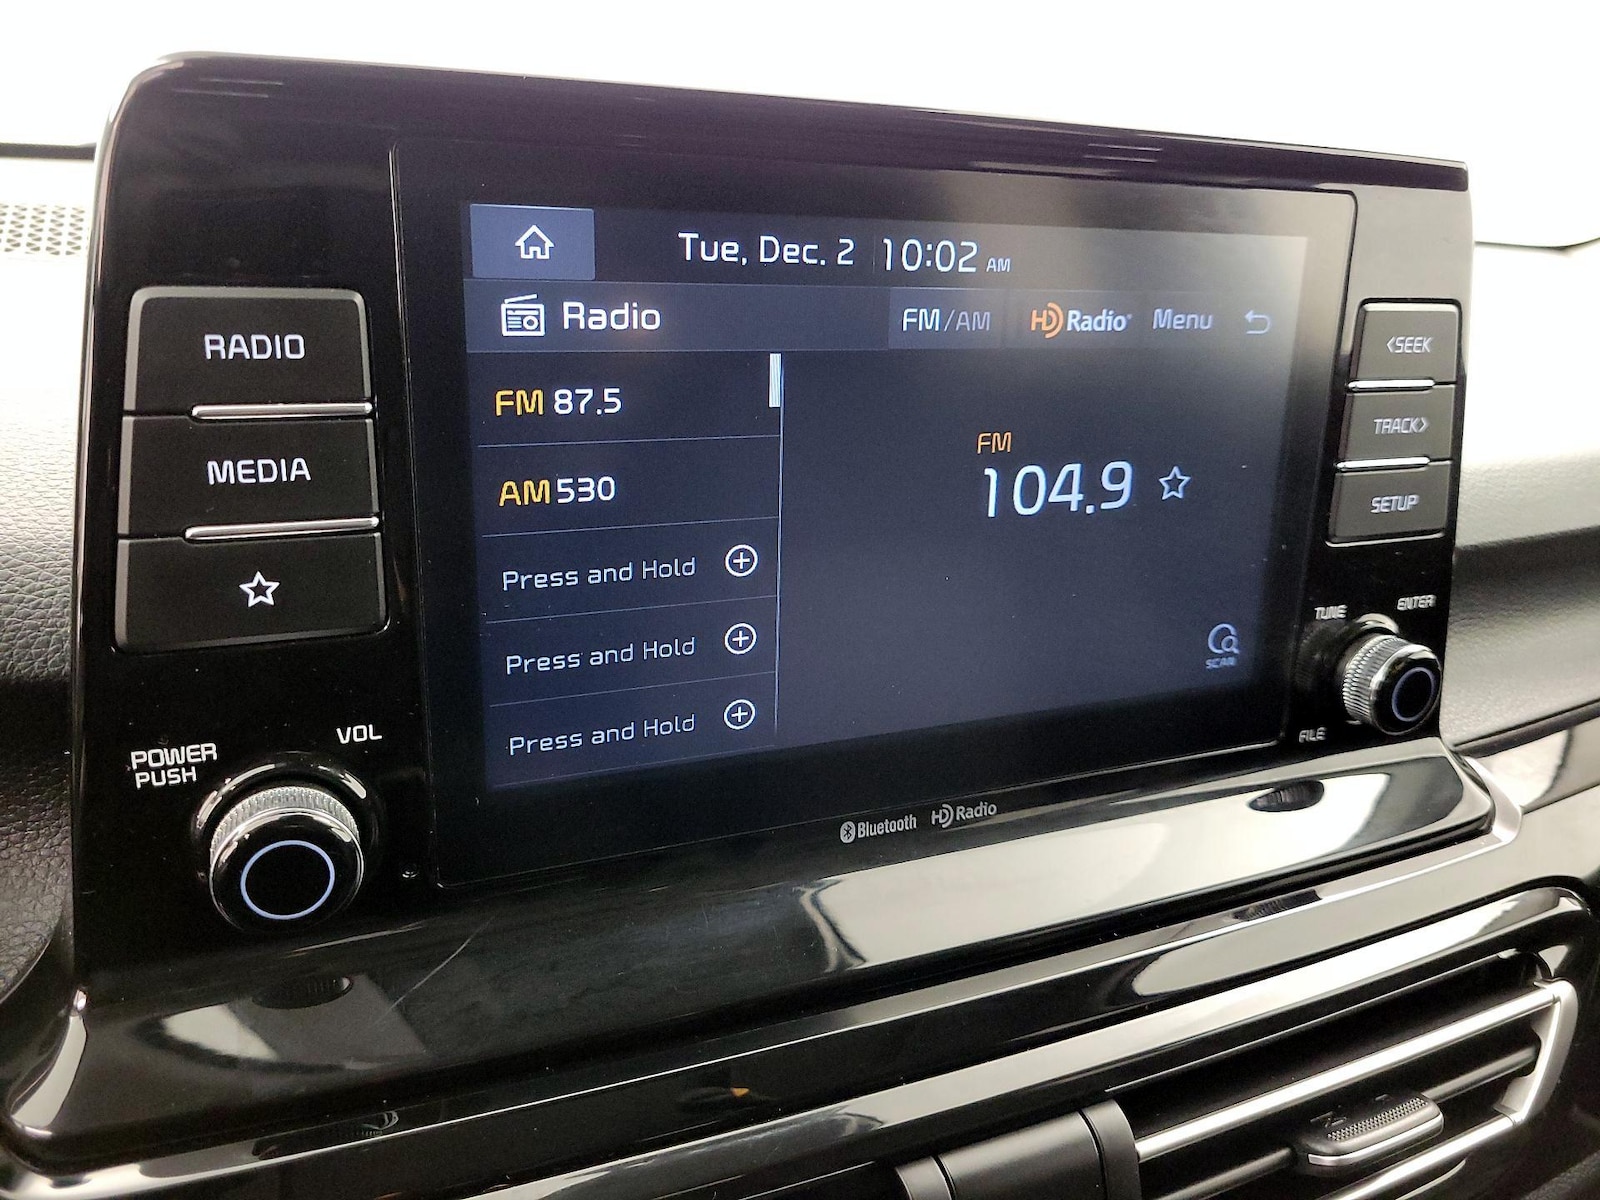 Tue, Dec. 2 10:02 AM
Radio FM/AM HD Radio Menu
RADIO
MEDIA
FM 87.5
AM 530
Press and Hold
Press and Hold
Press and Hold
FM
104.9
SCAN
<SEEK
TRACK>
SETUP
TUNE
ENTER
FILE
POWER
PUSH
VOL
Bluetooth HD Radio